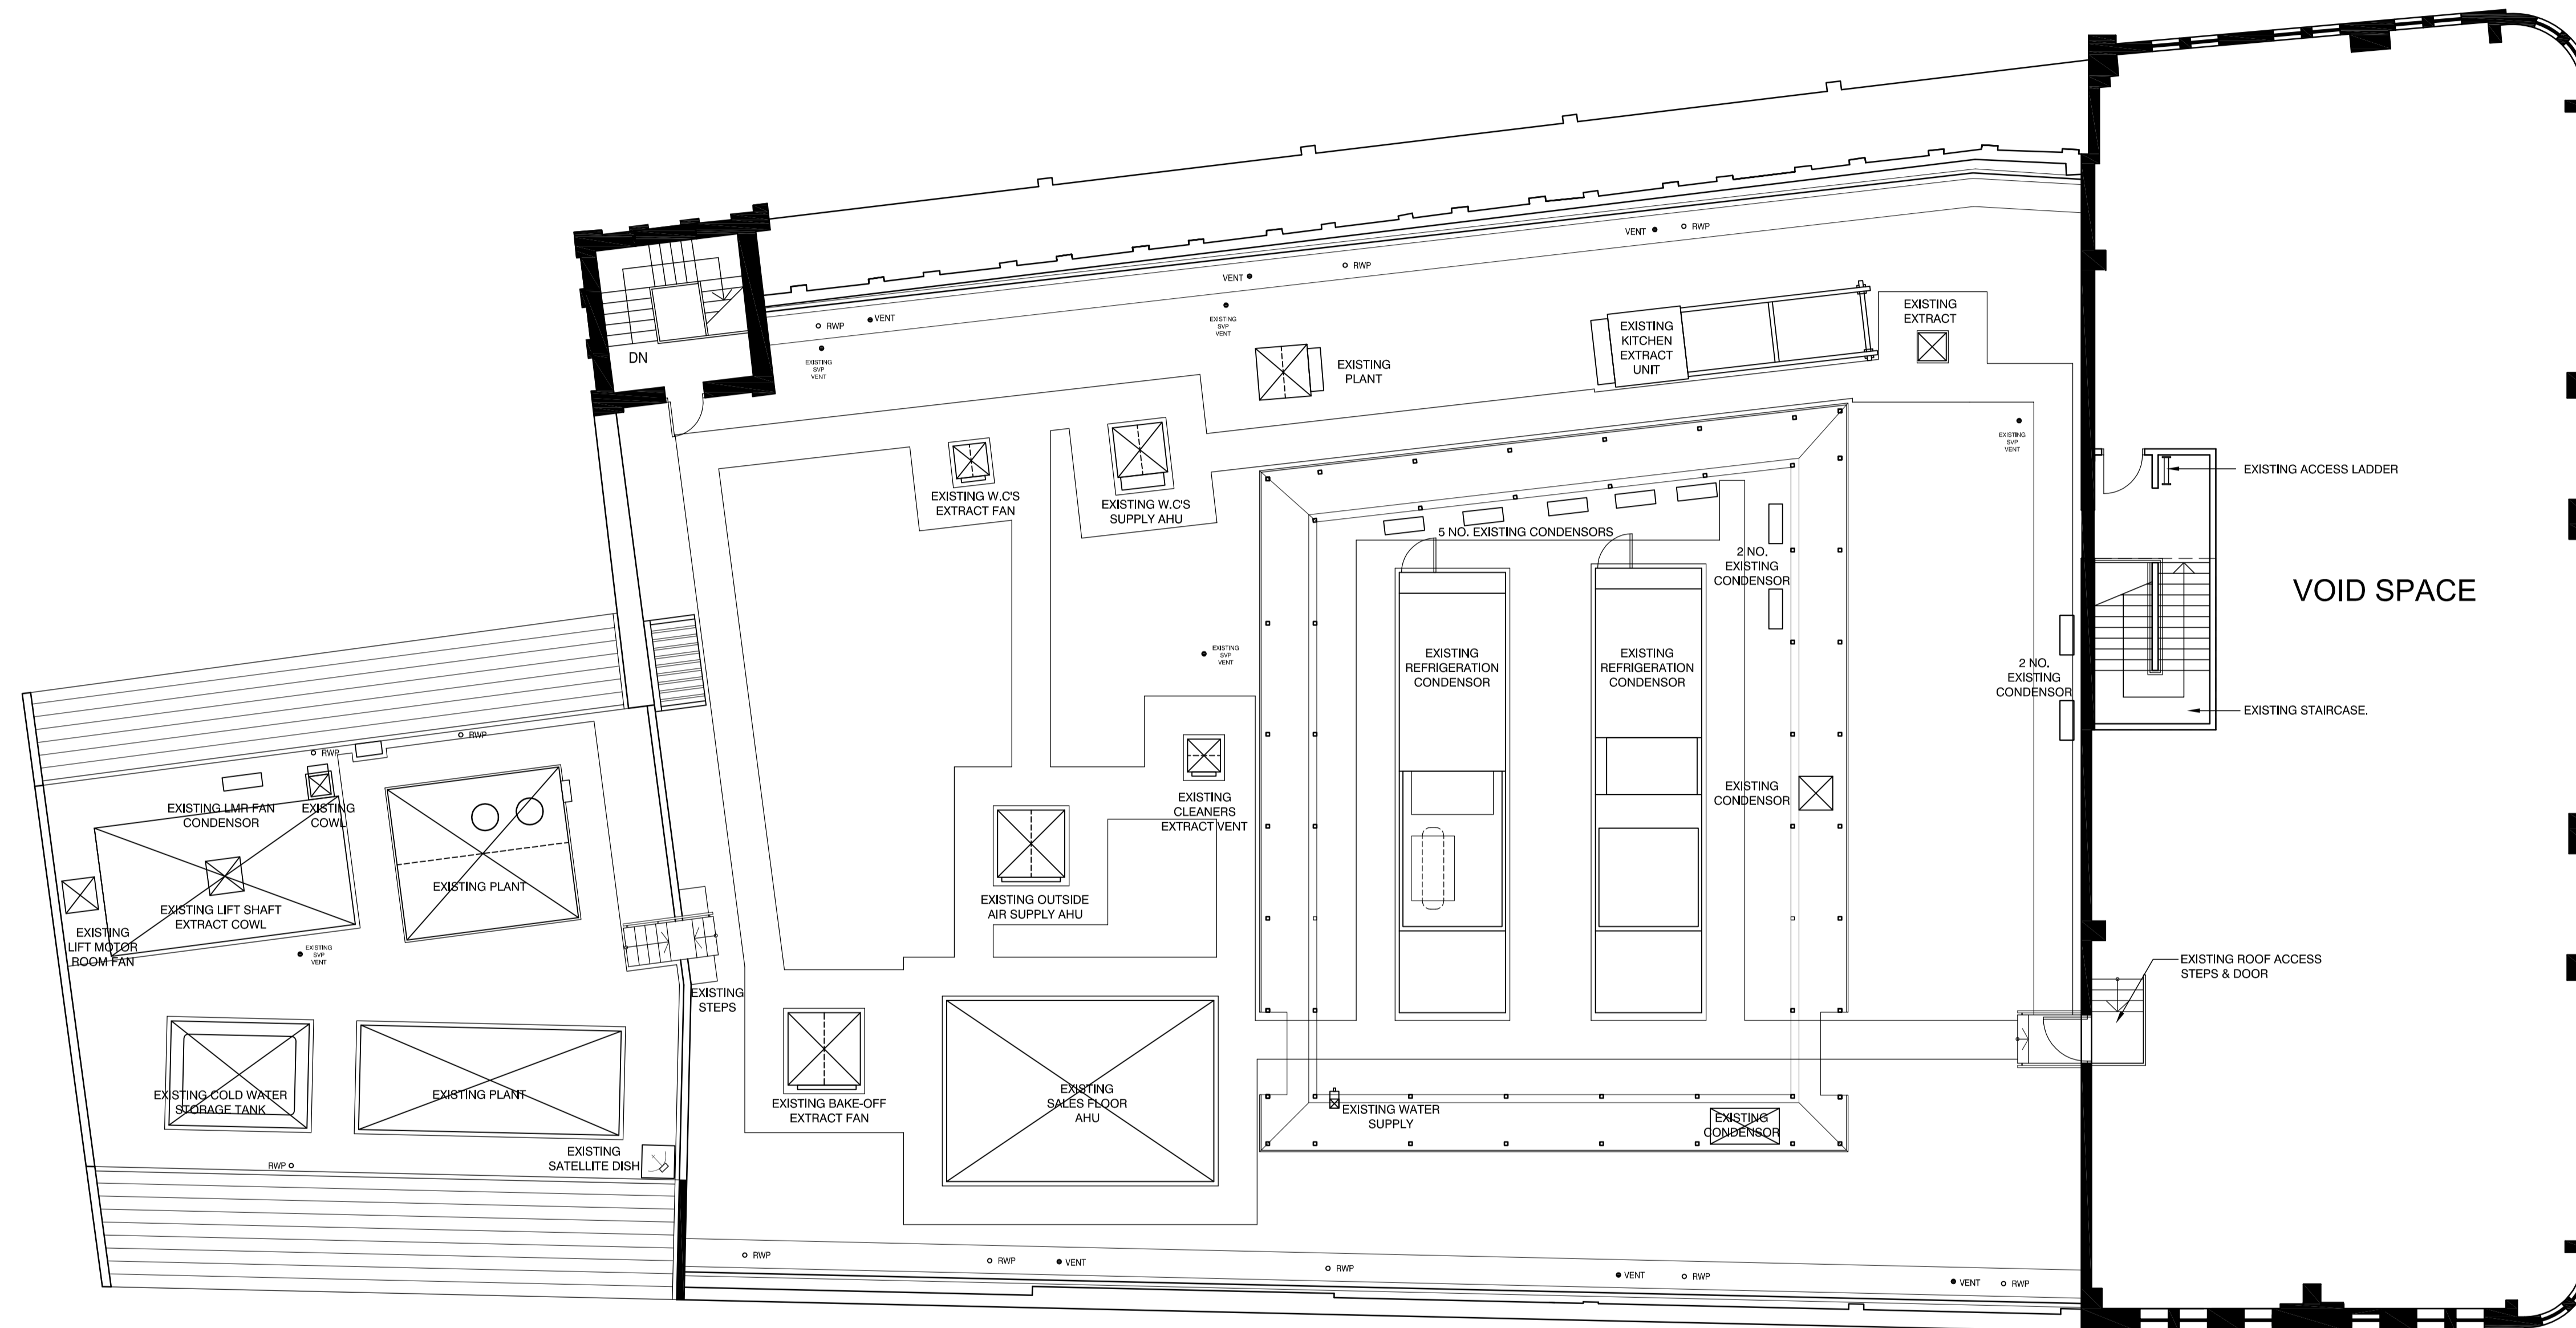 VENT
RWP
VENT
RWP
RWP
VENT
EXISTING
SVP
VENT
EXISTING
SVP
VENT
DN
EXISTING
PLANT
EXISTING
KITCHEN
EXTRACT
UNIT
EXISTING
EXTRACT
EXISTING
SVP
VENT
EXISTING ACCESS LADDER
EXISTING W.C'S
EXTRACT FAN
EXISTING W.C'S
SUPPLY AHU
5 NO. EXISTING CONDENSORS
2 NO.
EXISTING
CONDENSOR
VOID SPACE
EXISTING
SVP
VENT
EXISTING
REFRIGERATION
CONDENSOR
EXISTING
REFRIGERATION
CONDENSOR
2 NO.
EXISTING
CONDENSOR
EXISTING STAIRCASE.
RWP
RWP
EXISTING LMR FAN
CONDENSOR
EXISTING
COWL
EXISTING
CLEANERS
EXTRACT VENT
EXISTING
CONDENSOR
EXISTING PLANT
EXISTING LIFT SHAFT
EXTRACT COWL
EXISTING OUTSIDE
AIR SUPPLY AHU
EXISTING
LIFT MOTOR
ROOM FAN
EXISTING
SVP
VENT
EXISTING ROOF ACCESS
STEPS & DOOR
EXISTING
STEPS
EXISTING COLD WATER
STORAGE TANK
EXISTING PLANT
EXISTING BAKE-OFF
EXTRACT FAN
EXISTING
SALES FLOOR
AHU
EXISTING WATER
SUPPLY
EXISTING
CONDENSOR
RWP
EXISTING
SATELLITE DISH
RWP
RWP
VENT
RWP
VENT
RWP
VENT
RWP